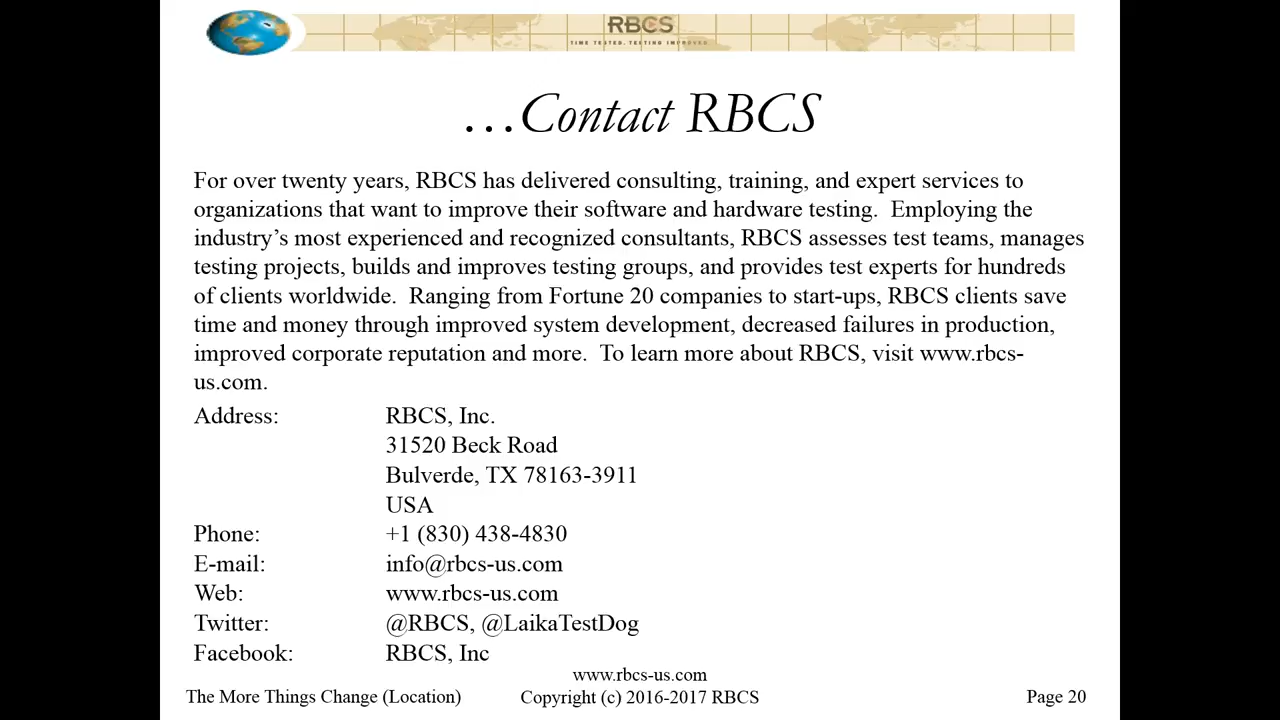 RBCS
TIME TESTED. TESTING IMPROVED.
…Contact RBCS
For over twenty years, RBCS has delivered consulting, training, and expert services to
organizations that want to improve their software and hardware testing.  Employing the
industry’s most experienced and recognized consultants, RBCS assesses test teams, manages
testing projects, builds and improves testing groups, and provides test experts for hundreds
of clients worldwide.  Ranging from Fortune 20 companies to start-ups, RBCS clients save
time and money through improved system development, decreased failures in production,
improved corporate reputation and more.  To learn more about RBCS, visit www.rbcs-
us.com.
Address: RBCS, Inc.
31520 Beck Road
Bulverde, TX 78163-3911
USA
Phone: +1 (830) 438-4830
E-mail: info@rbcs-us.com
Web: www.rbcs-us.com
Twitter: @RBCS, @LaikaTestDog
Facebook: RBCS, Inc
www.rbcs-us.com
The More Things Change (Location) Copyright (c) 2016-2017 RBCS Page 20